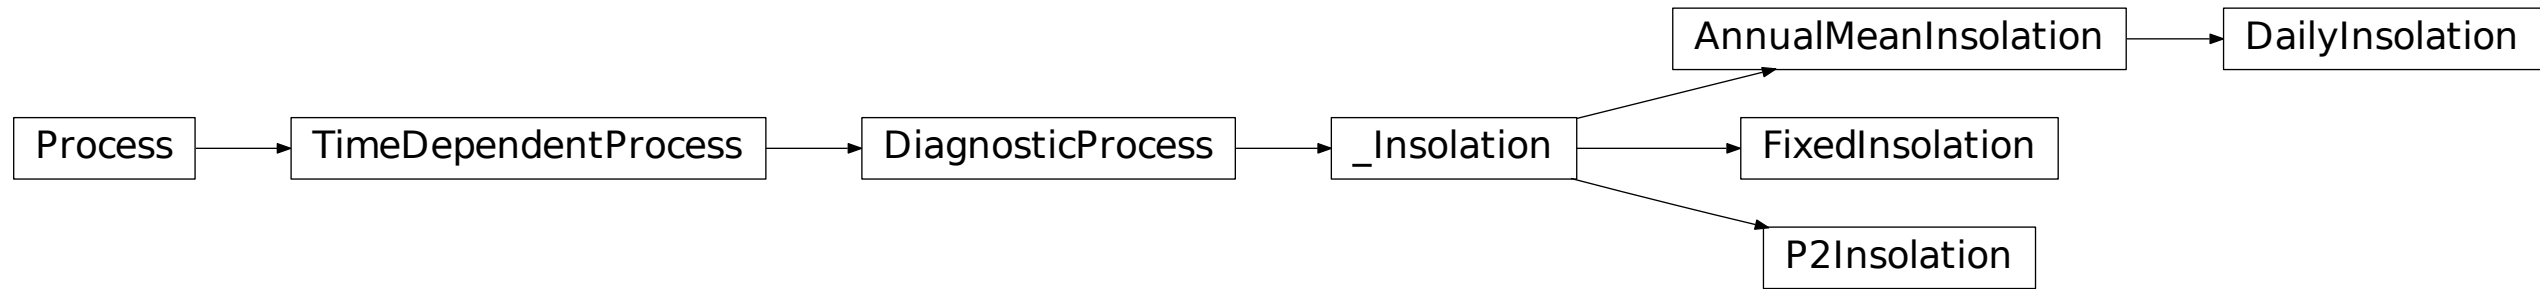 AnnualMeanInsolation
DailyInsolation
Process
TimeDependentProcess
DiagnosticProcess
_Insolation
FixedInsolation
P2Insolation